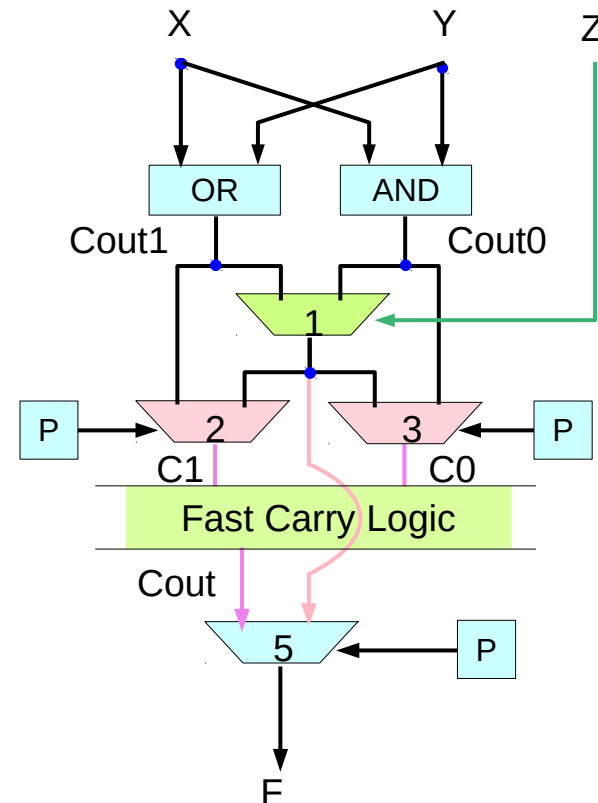 X Y Z
OR AND
Cout1 Cout0
1
P 2 3 P
C1 C0
Fast Carry Logic
Cout
5 P
F